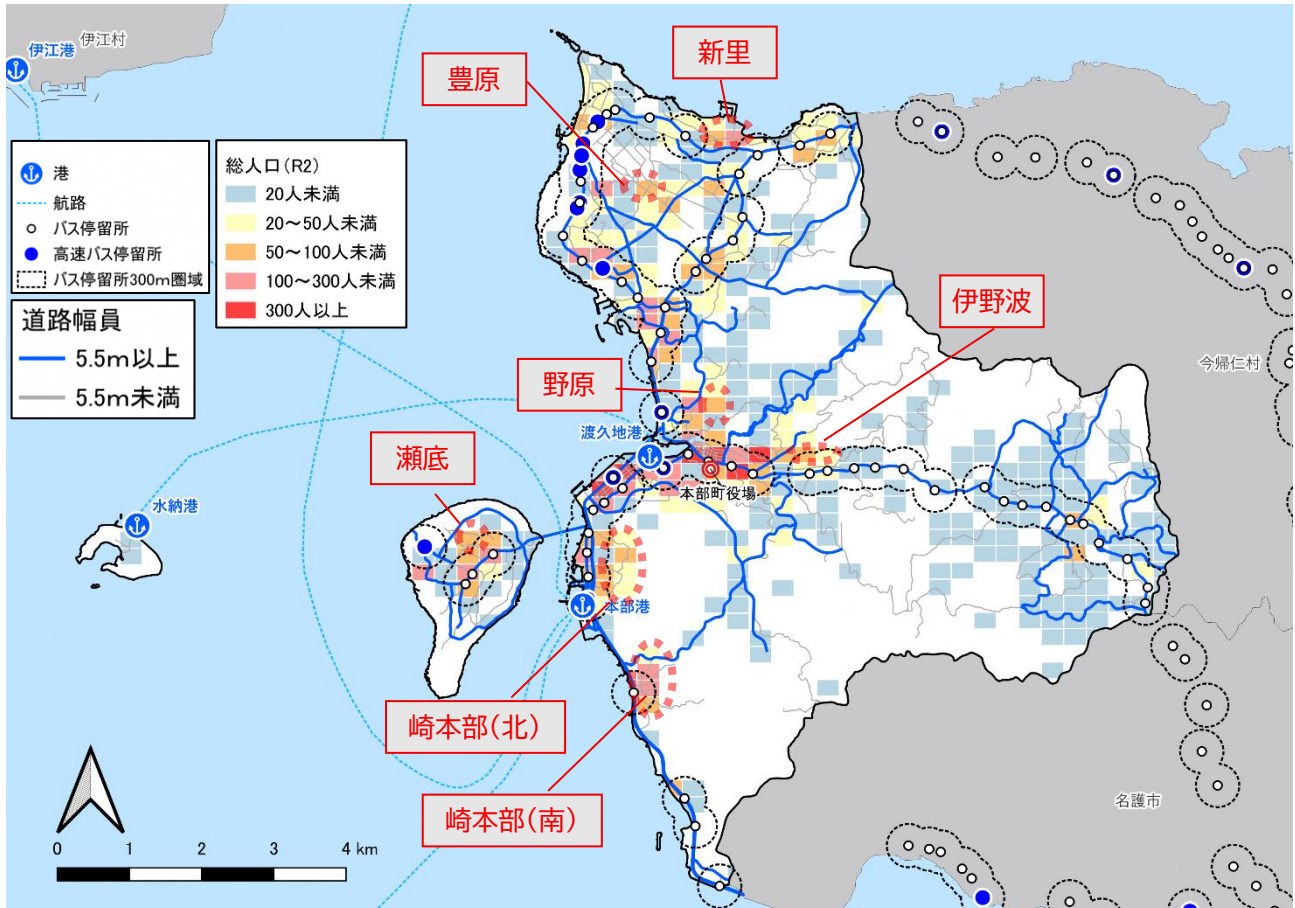 伊江村
伊江港
新里
豊原
港
航路
バス停留所
高速バス停留所
バス停留所300m圏域
総人口(R2)
20人未満
20~50人未満
50~100人未満
100~300人未満
300人以上
道路幅員
5.5m以上
5.5m未満
伊野波
今帰仁村
野原
渡久地港
瀬底
本部町役場
水納港
本部港
崎本部(北)
崎本部(南)
名護市
0 1 2 3 4 km